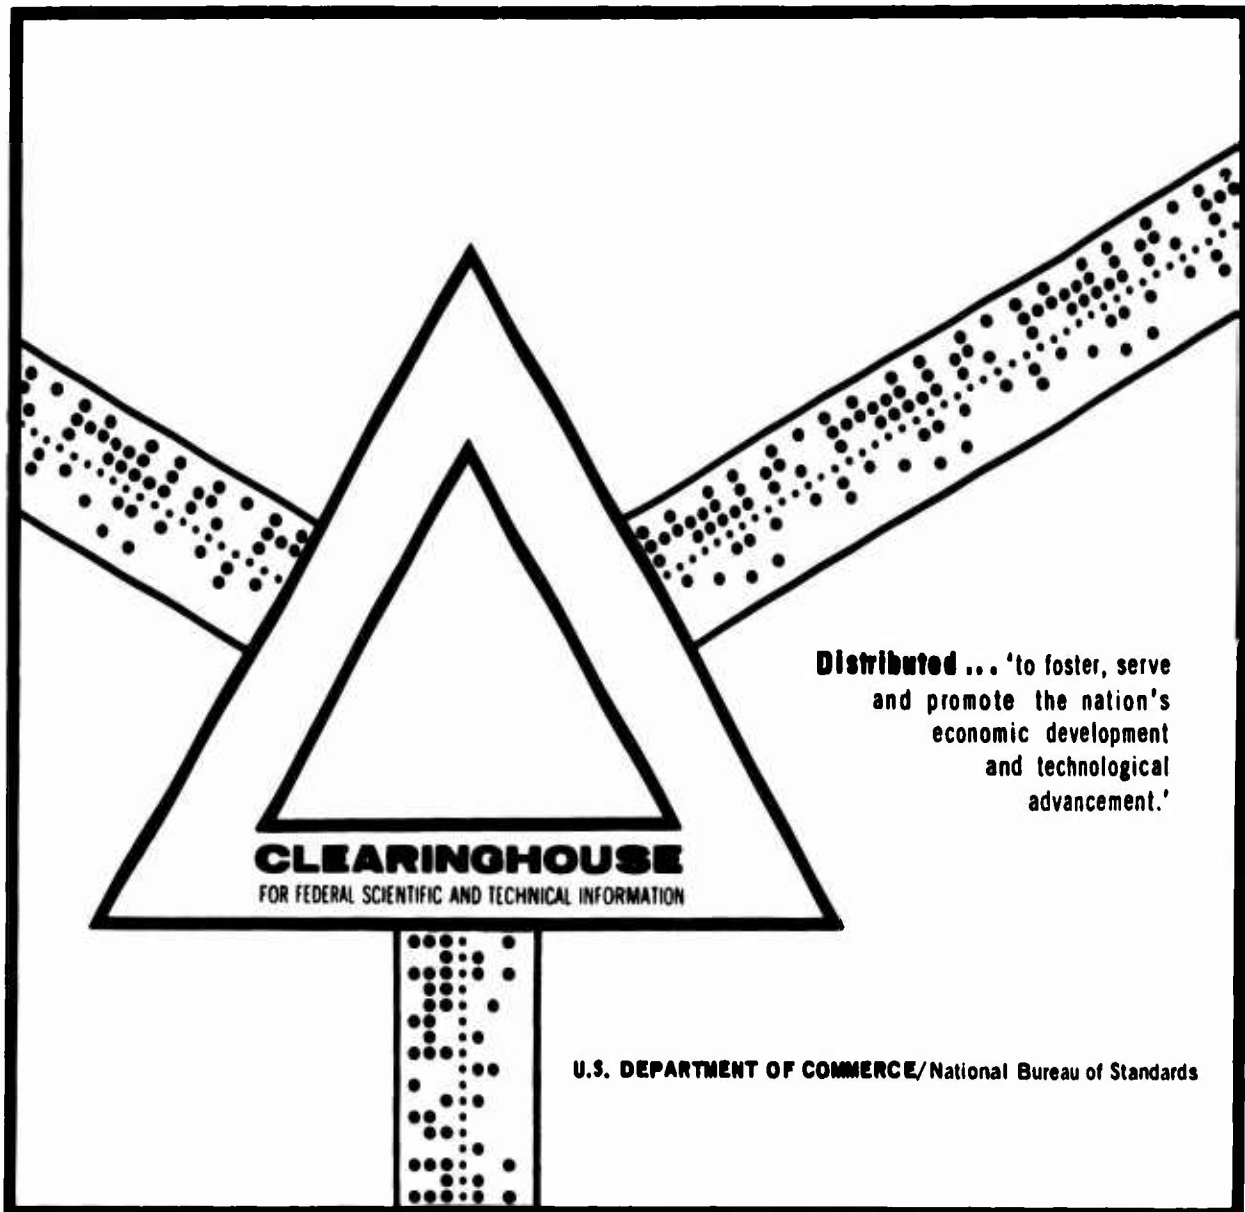 Distributed ... 'to foster, serve
and promote the nation's
economic development
and technological
advancement.'
CLEARINGHOUSE
FOR FEDERAL SCIENTIFIC AND TECHNICAL INFORMATION
U.S. DEPARTMENT OF COMMERCE/National Bureau of Standards